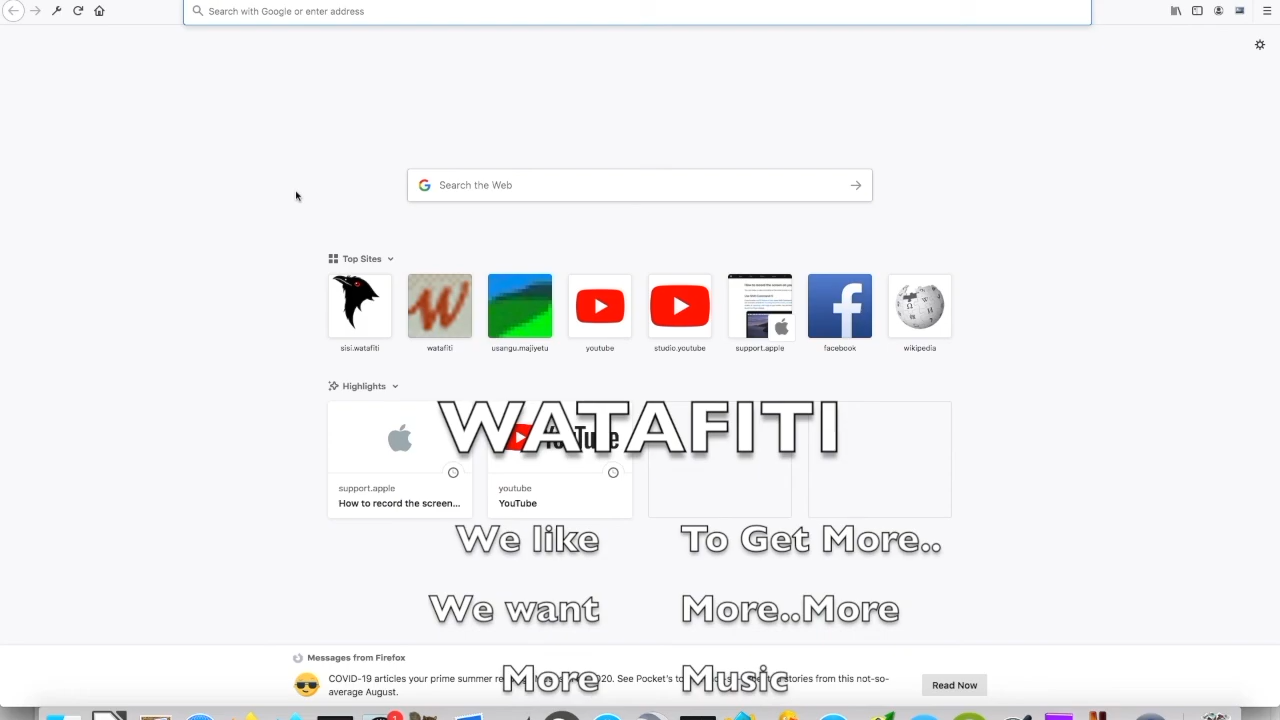 Search with Google or enter address
Search the Web
Top Sites
sisi.watafiti
watafiti
usangu.majiyetu
youtube
studio.youtube
support.apple
facebook
wikipedia
Highlights
WATAFITI
support.apple
How to record the screen...
youtube
YouTube
We like To Get More..
We want More..More
More Music
Messages from Firefox
COVID-19 articles your prime summer 2020. See Pocket's stories from this not-so-
average August.
Read Now